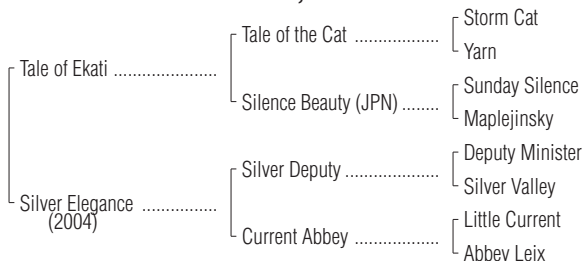 Storm Cat
Tale of the Cat ..................
Yarn
Tale of Ekati ......................
Sunday Silence
Silence Beauty (JPN) ........
Maplejinsky
Deputy Minister
Silver Deputy ....................
Silver Valley
Silver Elegance ................
(2004)
Little Current
Current Abbey ..................
Abbey Leix